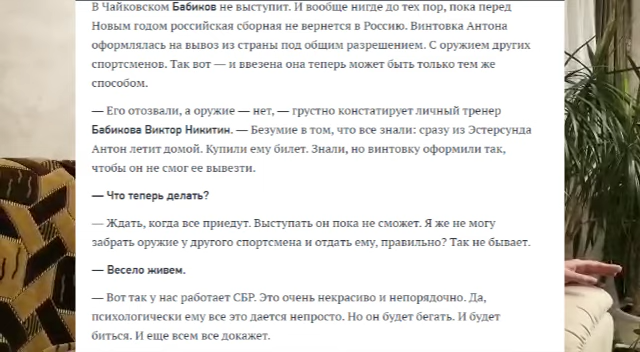 В Чайковском Бабиков не выступит. И вообще нигде до тех пор, пока перед
Новым годом российская сборная не вернется в Россию. Винтовка Антона
оформлялась на вывоз из страны под общим разрешением. С оружием других
спортсменов. Так вот — и ввезена она теперь может быть только тем же
способом.
— Его отозвали, а оружие — нет, — грустно констатирует личный тренер
Бабикова Виктор Никитин. — Безумие в том, что все знали: сразу из Эстерсунда
Антон летит домой. Купили ему билет. Знали, но винтовку оформили так,
чтобы он не смог ее вывезти.
— Что теперь делать?
— Ждать, когда все приедут. Выступать он пока не сможет. Я же не могу
забрать оружие у другого спортсмена и отдать ему, правильно? Так не бывает.
— Весело живем.
— Вот так у нас работает СБР. Это очень некрасиво и непорядочно. Да,
психологически ему все это дается непросто. Но он будет бегать. И будет
биться. И еще всем все докажет.